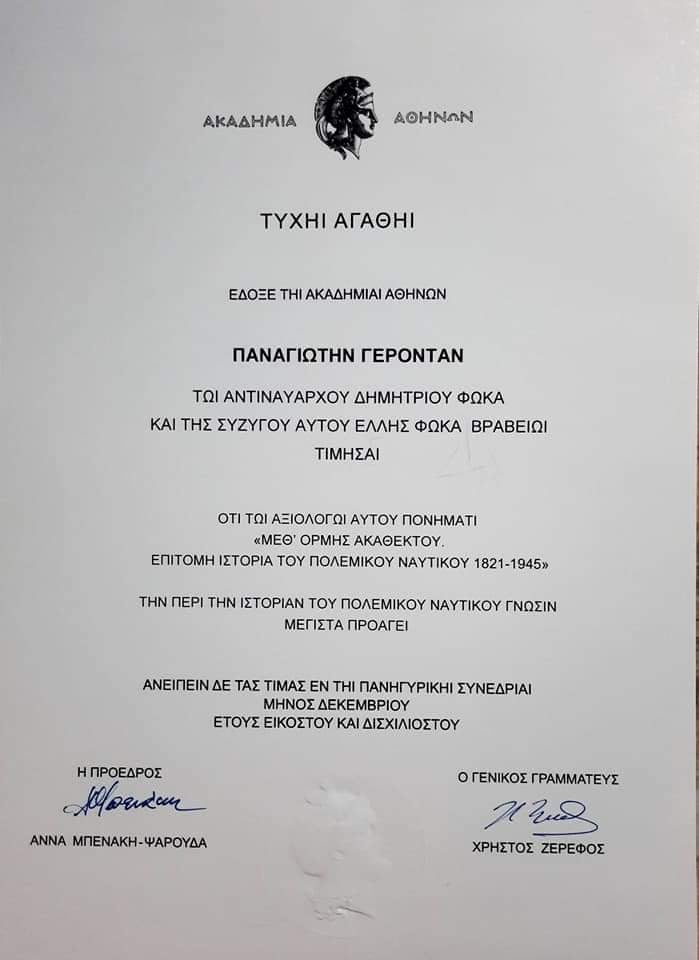 ΑΚΑΔΗΜΙΑ ΑΘΗΝΩΝ
ΤΥΧΗΙ ΑΓΑΘΗΙ
ΕΔΟΞΕ ΤΗΙ ΑΚΑΔΗΜΙΑΙ ΑΘΗΝΩΝ
ΠΑΝΑΓΙΩΤΗΝ ΓΕΡΟΝΤΑΝ
ΤΩΙ ΑΝΤΙΝΑΥΑΡΧΟΥ ΔΗΜΗΤΡΙΟΥ ΦΩΚΑ
ΚΑΙ ΤΗΣ ΣΥΖΥΓΟΥ ΑΥΤΟΥ ΕΛΛΗΣ ΦΩΚΑ ΒΡΑΒΕΙΩΙ
ΤΙΜΗΣΑΙ
ΟΤΙ ΤΩΙ ΑΞΙΟΛΟΓΩΙ ΑΥΤΟΥ ΠΟΝΗΜΑΤΙ
«ΜΕΘ' ΟΡΜΗΣ ΑΚΑΘΕΚΤΟΥ.
ΕΠΙΤΟΜΗ ΙΣΤΟΡΙΑ ΤΟΥ ΠΟΛΕΜΙΚΟΥ ΝΑΥΤΙΚΟΥ 1821-1945»
ΤΗΝ ΠΕΡΙ ΤΗΝ ΙΣΤΟΡΙΑΝ ΤΟΥ ΠΟΛΕΜΙΚΟΥ ΝΑΥΤΙΚΟΥ ΓΝΩΣΙΝ
ΜΕΓΙΣΤΑ ΠΡΟΑΓΕΙ
ΑΝΕΙΠΕΙΝ ΔΕ ΤΑΣ ΤΙΜΑΣ ΕΝ ΤΗΙ ΠΑΝΗΓΥΡΙΚΗΙ ΣΥΝΕΔΡΙΑΙ
ΜΗΝΟΣ ΔΕΚΕΜΒΡΙΟΥ
ΕΤΟΥΣ ΕΙΚΟΣΤΟΥ ΚΑΙ ΔΙΣΧΙΛΙΟΣΤΟΥ
Η ΠΡΟΕΔΡΟΣ
ΑΝΝΑ ΜΠΕΝΑΚΗ-ΨΑΡΟΥΔΑ
Ο ΓΕΝΙΚΟΣ ΓΡΑΜΜΑΤΕΥΣ
ΧΡΗΣΤΟΣ ΖΕΡΕΦΟΣ